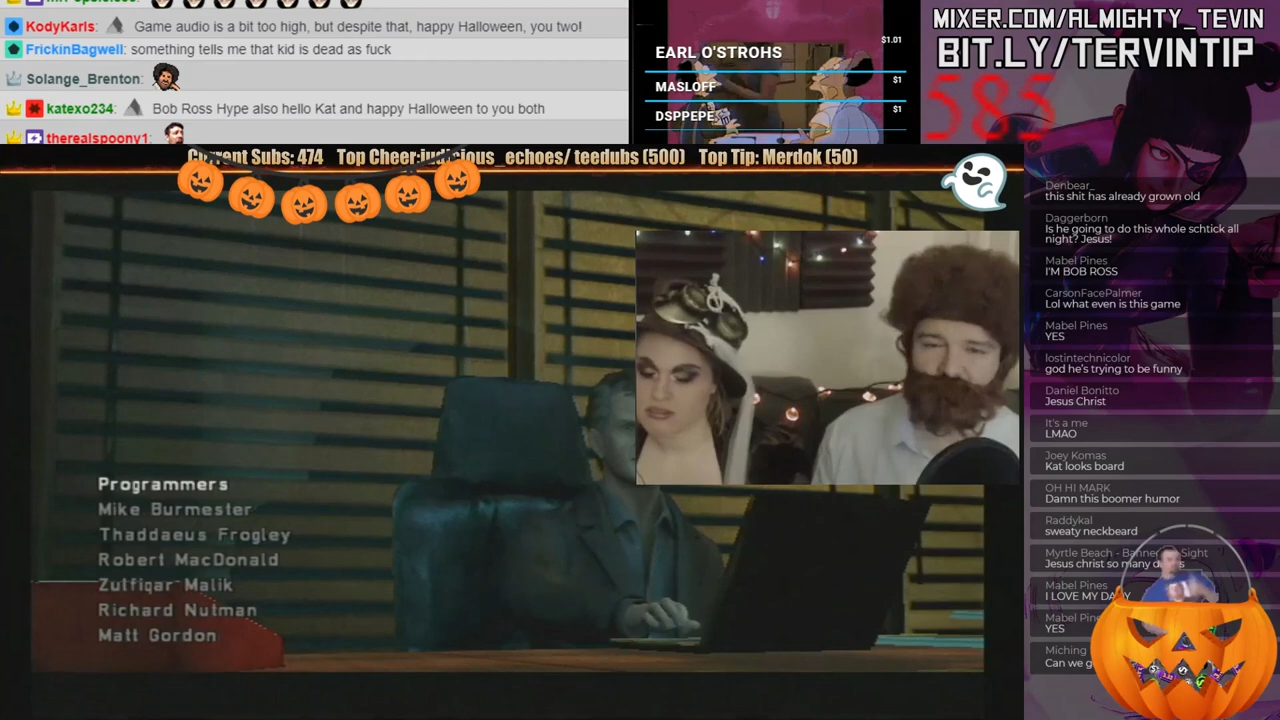 KodyKarls: Game audio is a bit too high, but despite that, happy Halloween, you two!
FrickinBagwell: something tells me that kid is dead as fuck
Solange_Brenton:
katexo234: Bob Ross Hype also hello Kat and happy Halloween to you both
therealspoony1:
$1.01
EARL O'STROHS
$1
MASLOFF
$1
DSPPEPE
MIXER.COM/ALMIGHTY_TEVIN
BIT.LY/TERVINTIP
585
Current Subs: 474 Top Cheer:judicious_echoes/ teedubs (500) Top Tip: Merdok (50)
Programmers
Mike Burmester
Thaddaeus Frogley
Robert MacDonald
Zulfiqar Malik
Richard Nutman
Matt Gordon
Denbear_
this shit has already grown old
Daggerborn
Is he going to do this whole schtick all
night? Jesus!
Mabel Pines
I'M BOB ROSS
CarsonFacePalmer
Lol what even is this game
Mabel Pines
YES
lostintechnicolor
god he's trying to be funny
Daniel Bonitto
Jesus Christ
It's a me
LMAO
Joey Komas
Kat looks board
OH HI MARK
Damn this boomer humor
Raddykal
sweaty neckbeard
Myrtle Beach - Sight
Jesus christ so many
Mabel Pines
I LOVE MY
Mabel
YES
Miching
Can we